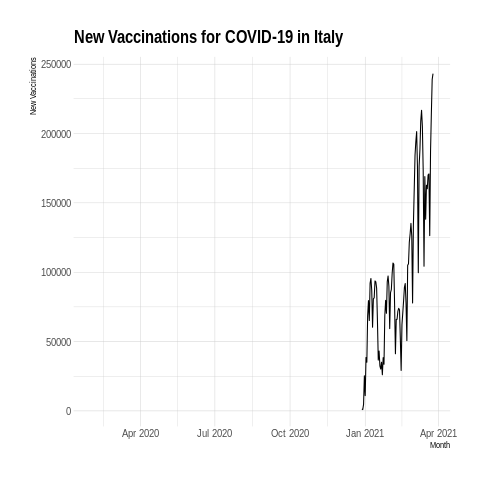 New Vaccinations for COVID-19 in Italy
New Vaccinations
250000
200000
150000
100000
50000
0
Apr 2020 Jul 2020 Oct 2020 Jan 2021 Apr 2021
Month